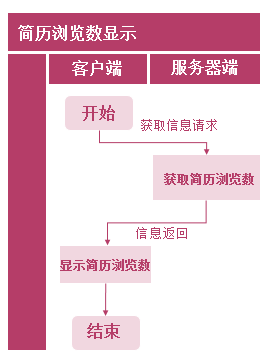 简历浏览数显示
客户端
服务器端
开始
获取信息请求
获取简历浏览数
信息返回
显示简历浏览数
结束